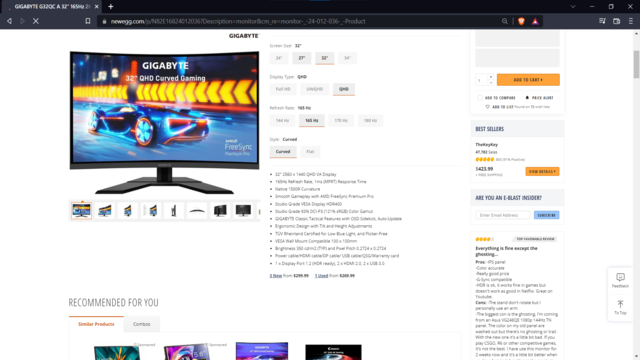 GIGABYTE G32QC A 32" 165Hz 24
newegg.com/p/N82E16824012036?Description=monitor&cm_re=monitor-_-24-012-036-_-Product
GIGABYTE
GIGABYTE
32" QHD Curved Gaming
FreeSync
Premium Pro
Screen Size: 32"
24"
27"
32"
34"
Display Type: QHD
Full HD
UWQHD
QHD
Refresh Rate: 165 Hz
144 Hz
165 Hz
170 Hz
Style: Curved
Curved
Flat
32" 2560 x 1440 QHD VA Display
165Hz Refresh Rate, 1ms (MPRT) Response Time
Native 1500R Curvature
Smooth Gameplay with AMD FreeSync Premium Pro
Studio Grade VESA Display HDR400
Studio Grade 93% DCI-P3 (121% sRGB) Color Gamut
GIGABYTE Classic Tactical Features with OSD Sidekick, Auto-Update
Ergonomic Design with Tilt and Height Adjustments
TUV Rheinland Certified for Low Blue Light, and Flicker-Free
VESA Wall Mount Compatible 100 x 100mm
Brightness 350 cd/m2 (TYP) and Pixel Pitch 0.2724 x 0.2724
Power cable/HDMI cable/DP cable/ USB cable/QSG/Warranty card
1 x Display Port 1.2 (HDR ready), 2 x HDMI 2.0, 2 x USB 3.0
RECOMMENDED FOR YOU
Similar Products
Combos
Sponsored
Sponsored
1
ADD TO CART
ADD TO COMPARE
PRICE ALERT
ADD TO LIST
BEST SELLERS
TheKeyKey
47,782 Sales
$423.99
+ FREE SHIPPING
VIEW DETAILS
ARE YOU AN E-BLAST INSIDER?
Enter Email Address
SUBSCRIBE
TOP FAVORABLE REVIEW
Everything is fine except the
ghosting...
Pros: -IPS panel
-Color accurate
-Really good price
-G-Sync compatible
-HDR is ok, it works fine in games but
doesn't work as good in Netflix. Great on
Youtube.
Cons: -The stand don't rotate but I
personally use an arm.
-The biggest con is the ghosting. I'm coming
from an Asus VG248QE 1080p 144Hz TN
panel. The color on my old panel are
washed out but there's no ghosting or trail.
With the new one it's a little bit bad. If you
play CSGO, R6 or other competitive games,
it's not the best. I have use this monitor for
2 weeks now and it's a little bit better when
Feedback
To Top